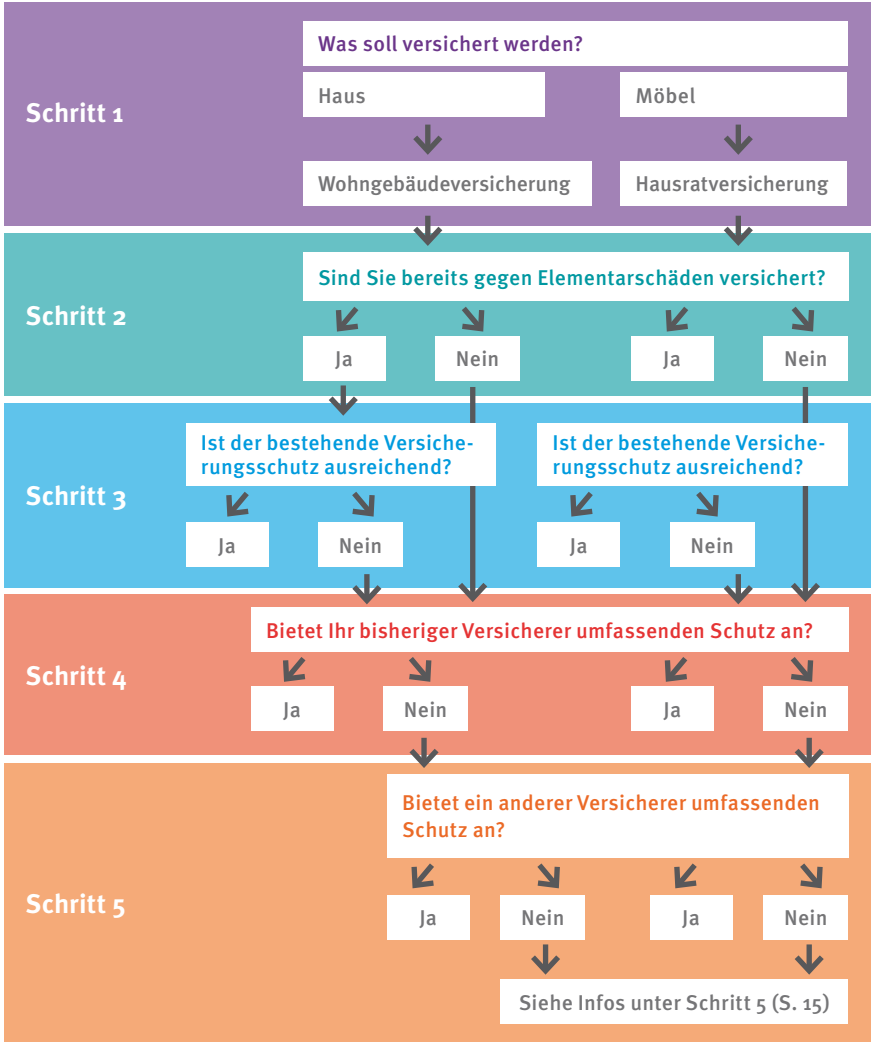 Schritt 1
Was soll versichert werden?
Haus
Möbel
Wohngebäudeversicherung
Hausratversicherung
Schritt 2
Sind Sie bereits gegen Elementarschäden versichert?
Ja
Nein
Ja
Nein
Schritt 3
Ist der bestehende Versiche-
rungsschutz ausreichend?
Ist der bestehende Versiche-
rungsschutz ausreichend?
Ja
Nein
Ja
Nein
Schritt 4
Bietet Ihr bisheriger Versicherer umfassenden Schutz an?
Ja
Nein
Ja
Nein
Schritt 5
Bietet ein anderer Versicherer umfassenden
Schutz an?
Ja
Nein
Ja
Nein
Siehe Infos unter Schritt 5 (S. 15)